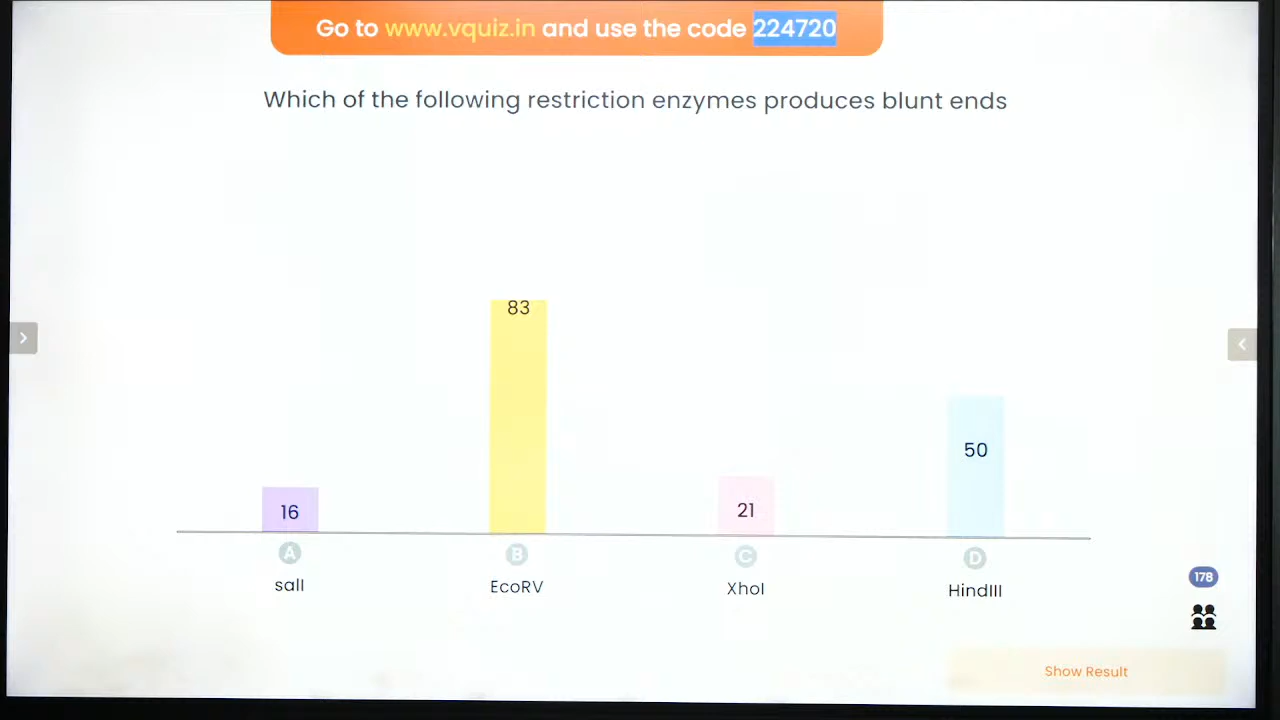 Go to www.vquiz.in and use the code 224720
Which of the following restriction enzymes produces blunt ends
83
50
16
21
A
B
C
D
salI
EcoRV
XhoI
HindIII
178
Show Result